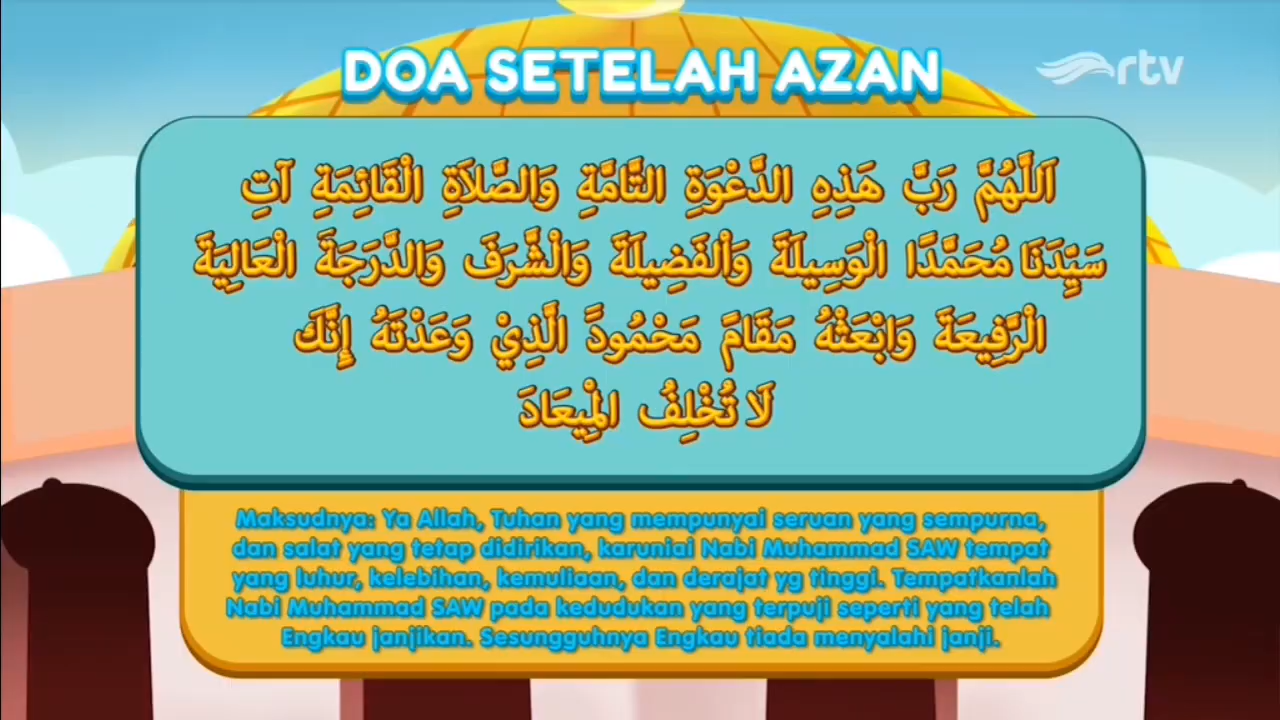 DOA SETELAH AZAN
rtv
اَللَّهُمَّ رَبَّ هَذِهِ الدَّعْوَةِ التَّامَّةِ وَالصَّلاَةِ الْقَائِمَةِ آتِ
سَيِّدَنَا مُحَمَّدًا الْوَسِيلَةَ وَاْلفَضِيلَةَ وَالْشَّرَفَ وَالدَّرَجَةَ الْعَالِيَةَ
الْرَّفِيعَةَ وَابْعَثْهُ مَقَامَ مَحْمُودً الَّذِيْ وَعَدْتَهُ إِنَّكَ
لَا تُخْلِفُ الْمِيعَادَ
Maksudnya: Ya Allah, Tuhan yang mempunyai seruan yang sempurna,
dan salat yang tetap didirikan, karuniai Nabi Muhammad SAW tempat
yang luhur, kelebihan, kemuliaan, dan derajat yg tinggi. Tempatkanlah
Nabi Muhammad SAW pada kedudukan yang terpuji seperti yang telah
Engkau janjikan. Sesungguhnya Engkau tiada menyalahi janji.